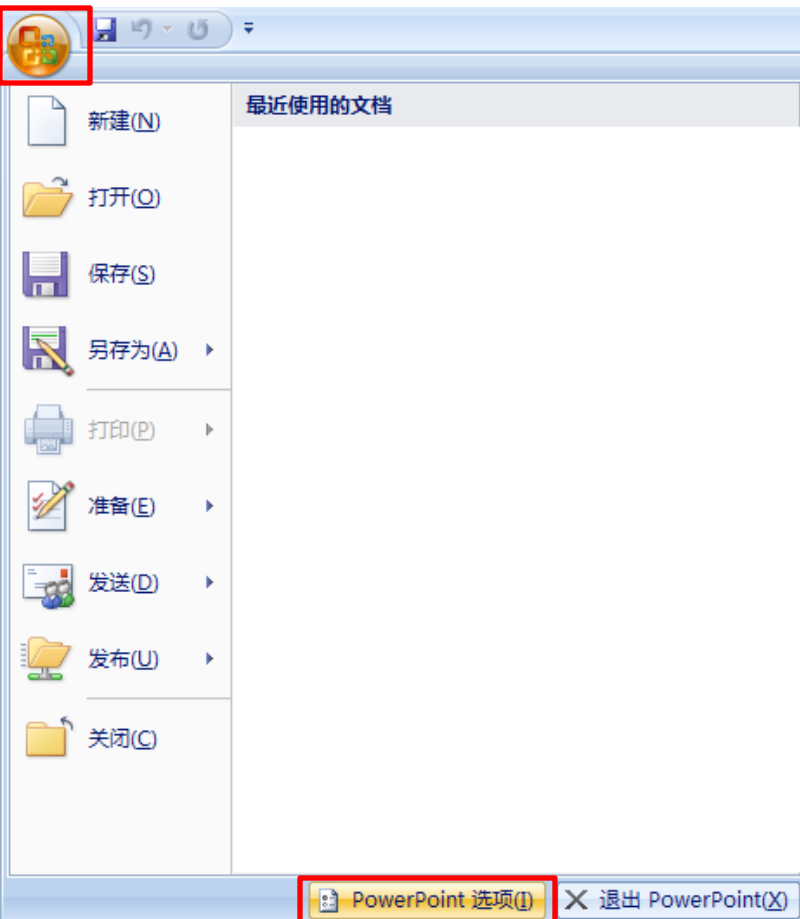 最近使用的文档
新建(N)
打开(O)
保存(S)
另存为(A)
打印(P)
准备(E)
发送(D)
发布(U)
关闭(C)
PowerPoint 选项(I)
退出 PowerPoint(X)